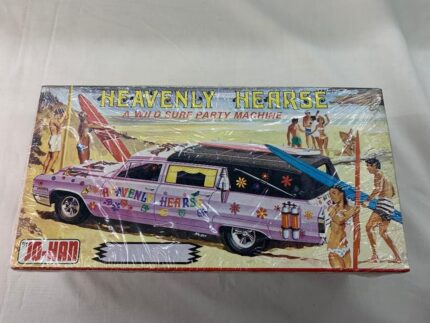 HEAVENLY HEARSE
A WILD SURF PARTY MACHINE
HEAVENLY HEARSE
JO-HAN